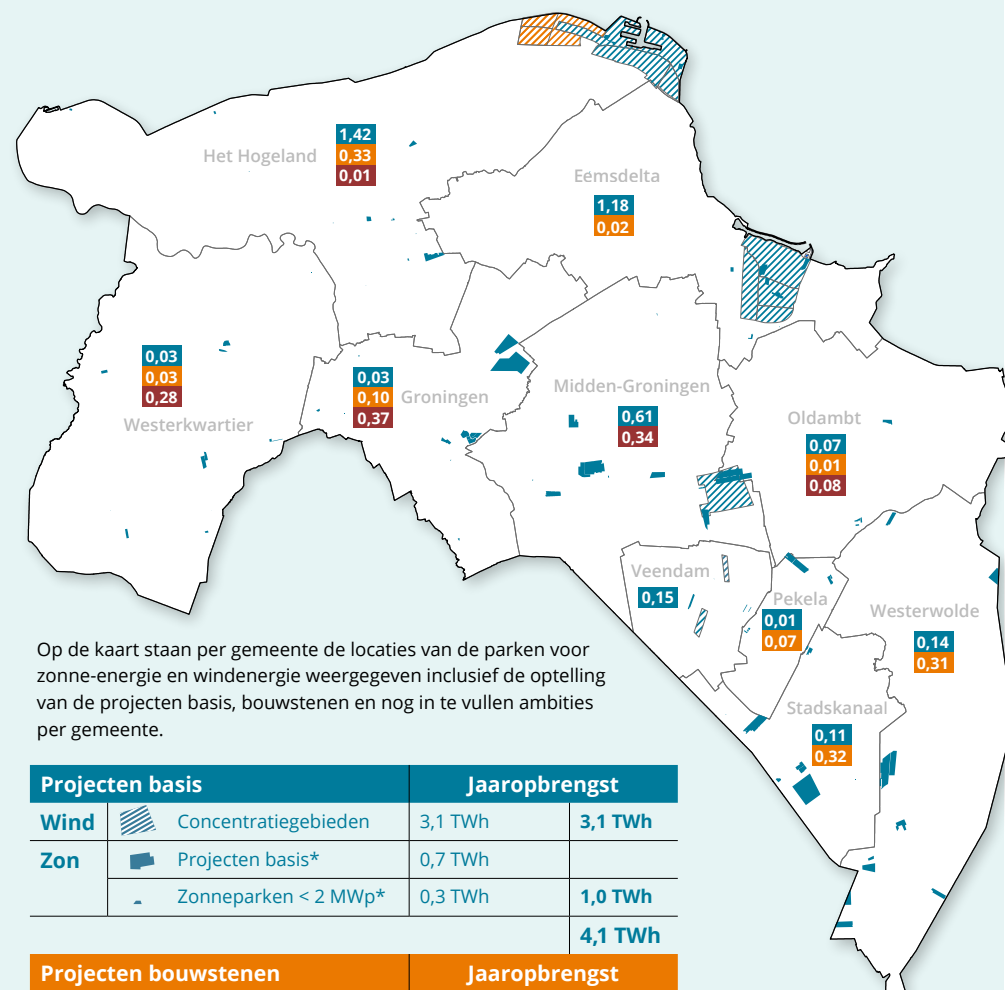 Het Hogeland
1,42
0,33
0,01
Eemsdelta
1,18
0,02
0,03
0,03
0,28
Westerkwartier
0,03
0,10
0,37
Groningen
Midden-Groningen
0,61
0,34
Oldambt
0,07
0,01
0,08
Veendam
0,15
Pekela
0,01
0,07
Westerwolde
0,14
0,31
Stadskanaal
0,11
0,32
Op de kaart staan per gemeente de locaties van de parken voor
zonne-energie en windenergie weergegeven inclusief de optelling
van de projecten basis, bouwstenen en nog in te vullen ambities
per gemeente.
Projecten basis Jaaropbrengst
Wind Concentratiegebieden 3,1 TWh 3,1 TWh
Zon Projecten basis* 0,7 TWh
Zonneparken < 2 MWp* 0,3 TWh 1,0 TWh
4,1 TWh
Projecten bouwstenen Jaaropbrengst